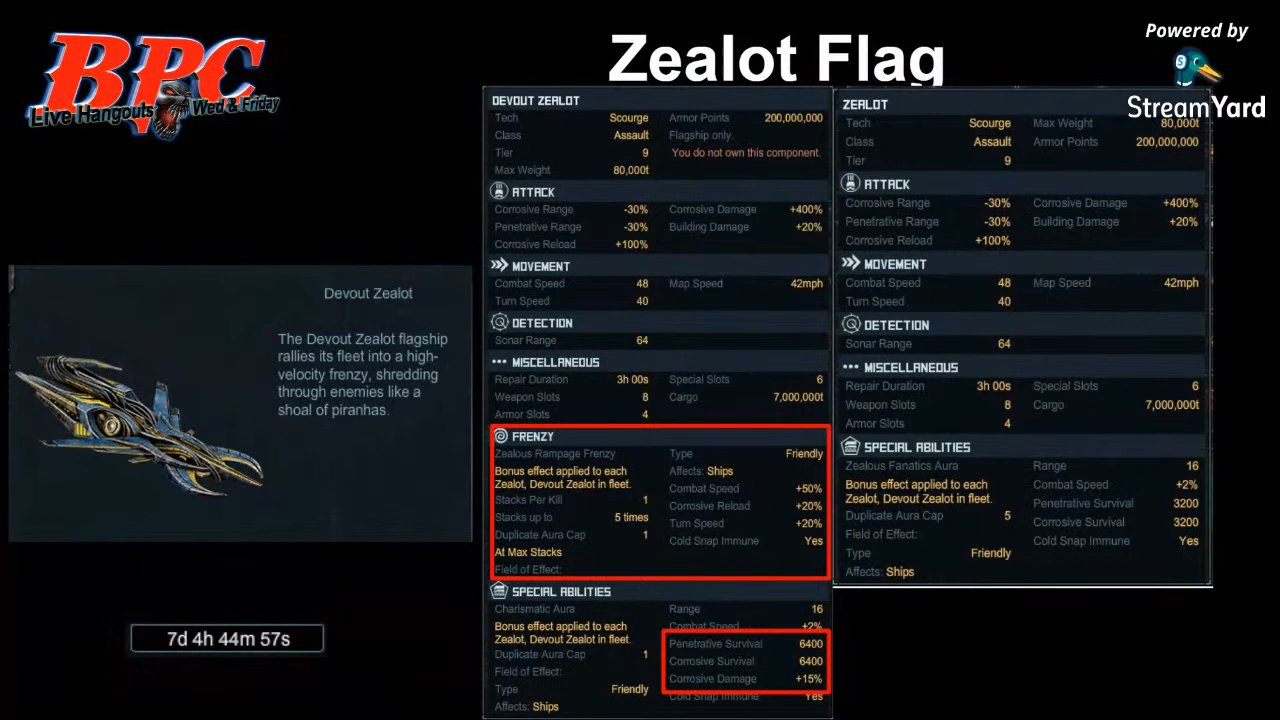 BPC
Live Hangouts Wed & Friday
Zealot Flag
Powered by
StreamYard
Devout Zealot
The Devout Zealot flagship
rallies its fleet into a high-
velocity frenzy, shredding
through enemies like a
shoal of piranhas.
7d 4h 44m 57s
DEVOUT ZEALOT
Tech Scourge Armor Points 200,000,000
Class Assault Flagship only.
Tier 9 You do not own this component.
Max Weight 80,000t
ATTACK
Corrosive Range -30% Corrosive Damage +400%
Penetrative Range -30% Building Damage +20%
Corrosive Reload +100%
MOVEMENT
Combat Speed 48 Map Speed 42mph
Turn Speed 40
DETECTION
Sonar Range 64
MISCELLANEOUS
Repair Duration 3h 00s Special Slots 6
Weapon Slots 8 Cargo 7,000,000t
Armor Slots 4
FRENZY
Zealous Rampage Frenzy Type Friendly
Bonus effect applied to each Affects: Ships
Zealot, Devout Zealot in fleet. Combat Speed +50%
Stacks Per Kill 1 Corrosive Reload +20%
Stacks up to 5 times Turn Speed +20%
Duplicate Aura Cap 1 Cold Snap Immune Yes
At Max Stacks
Field of Effect:
SPECIAL ABILITIES
Charismatic Aura Range 16
Bonus effect applied to each Combat Speed +2%
Zealot, Devout Zealot in fleet. Penetrative Survival 6400
Duplicate Aura Cap 1 Corrosive Survival 6400
Field of Effect: Corrosive Damage +15%
Type Friendly Cold Snap Immune Yes
Affects: Ships
ZEALOT
Tech Scourge Max Weight 80,000t
Class Assault Armor Points 200,000,000
Tier 9
ATTACK
Corrosive Range -30% Corrosive Damage +400%
Penetrative Range -30% Building Damage +20%
Corrosive Reload +100%
MOVEMENT
Combat Speed 48 Map Speed 42mph
Turn Speed 40
DETECTION
Sonar Range 64
MISCELLANEOUS
Repair Duration 3h 00s Special Slots 6
Weapon Slots 8 Cargo 7,000,000t
Armor Slots 4
SPECIAL ABILITIES
Zealous Fanatics Aura Range 16
Bonus effect applied to each Combat Speed +2%
Zealot, Devout Zealot in fleet. Penetrative Survival 3200
Duplicate Aura Cap 5 Corrosive Survival 3200
Field of Effect: Cold Snap Immune Yes
Type Friendly
Affects: Ships